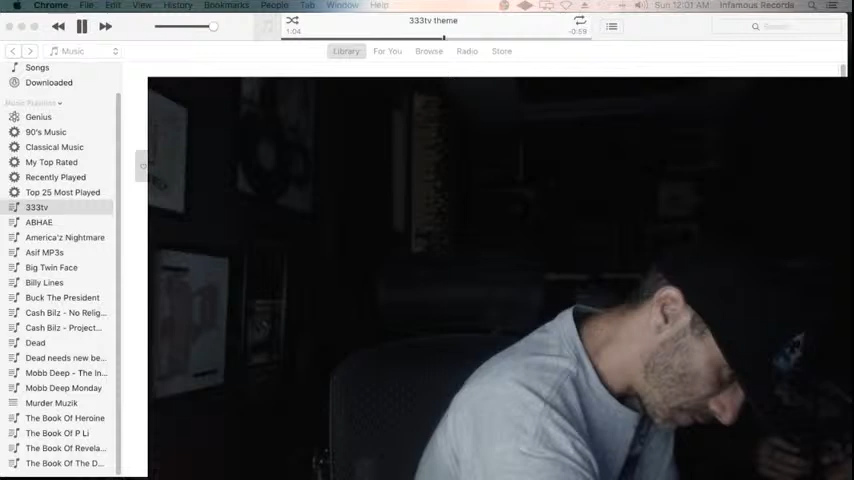 Chrome File Edit View History Bookmarks People Tab Window Help Sun 12:01 AM Infamous Records
333tv theme
1:04 -0:59
Search
Music Library For You Browse Radio Store
Songs
Downloaded
Music Playlists
Genius
90's Music
Classical Music
My Top Rated
Recently Played
Top 25 Most Played
333tv
ABHAE
America'z Nightmare
Asif MP3s
Big Twin Face
Billy Lines
Buck The President
Cash Bilz - No Relig...
Cash Bilz - Project...
Dead
Dead needs new be...
Mobb Deep - The In...
Mobb Deep Monday
Murder Muzik
The Book Of Heroine
The Book Of P Li
The Book Of Revela...
The Book Of The D...